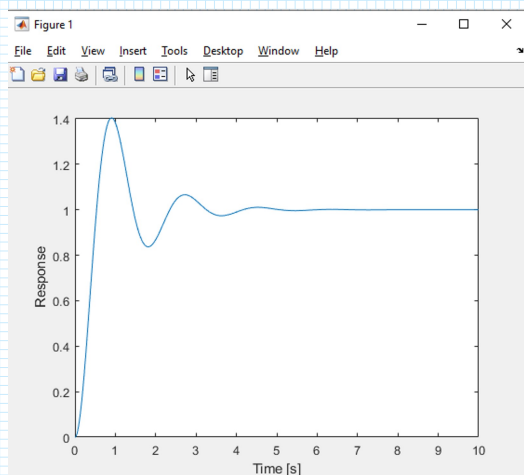 Figure 1
File Edit View Insert Tools Desktop Window Help
1.4
1.2
1
0.8
0.6
0.4
0.2
0
Response
0 1 2 3 4 5 6 7 8 9 10
Time [s]